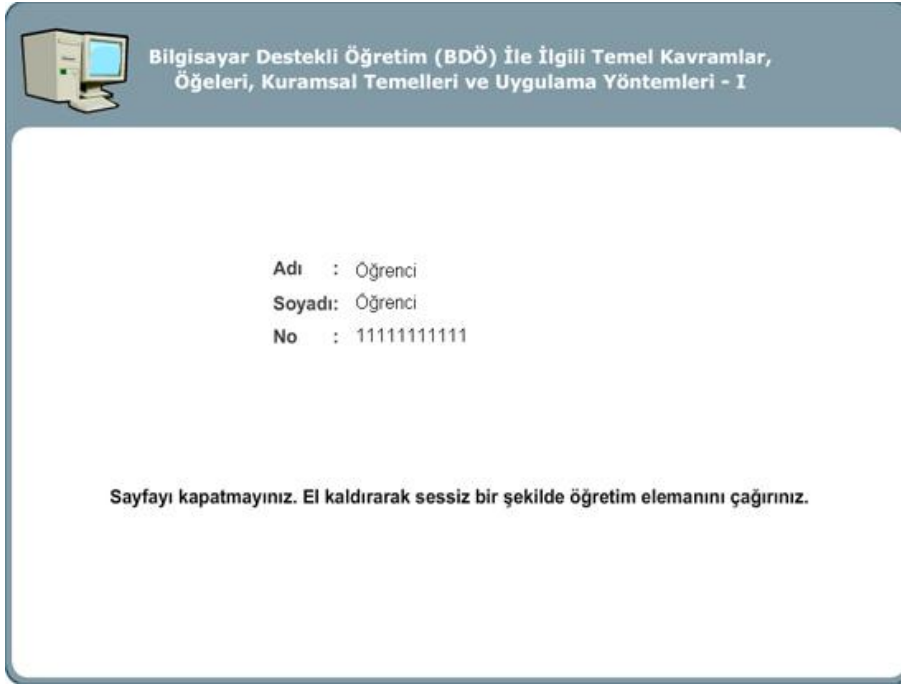 Bilgisayar Destekli Öğretim (BDÖ) İle İlgili Temel Kavramlar,
Öğeleri, Kuramsal Temelleri ve Uygulama Yöntemleri - I
Adı : Öğrenci
Soyadı: Öğrenci
No : 11111111111
Sayfayı kapatmayınız. El kaldırarak sessiz bir şekilde öğretim elemanını çağırınız.